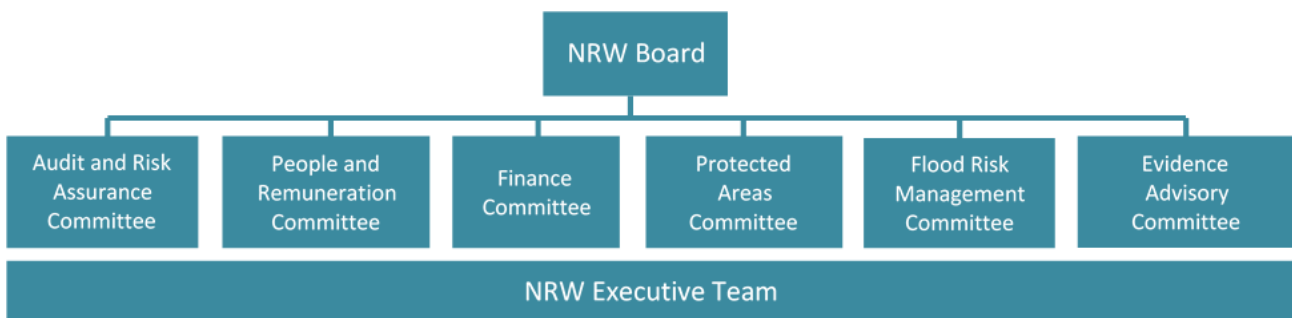 NRW Board
Audit and Risk
Assurance
Committee
People and
Remuneration
Committee
Finance
Committee
Protected
Areas
Committee
Flood Risk
Management
Committee
Evidence
Advisory
Committee
NRW Executive Team